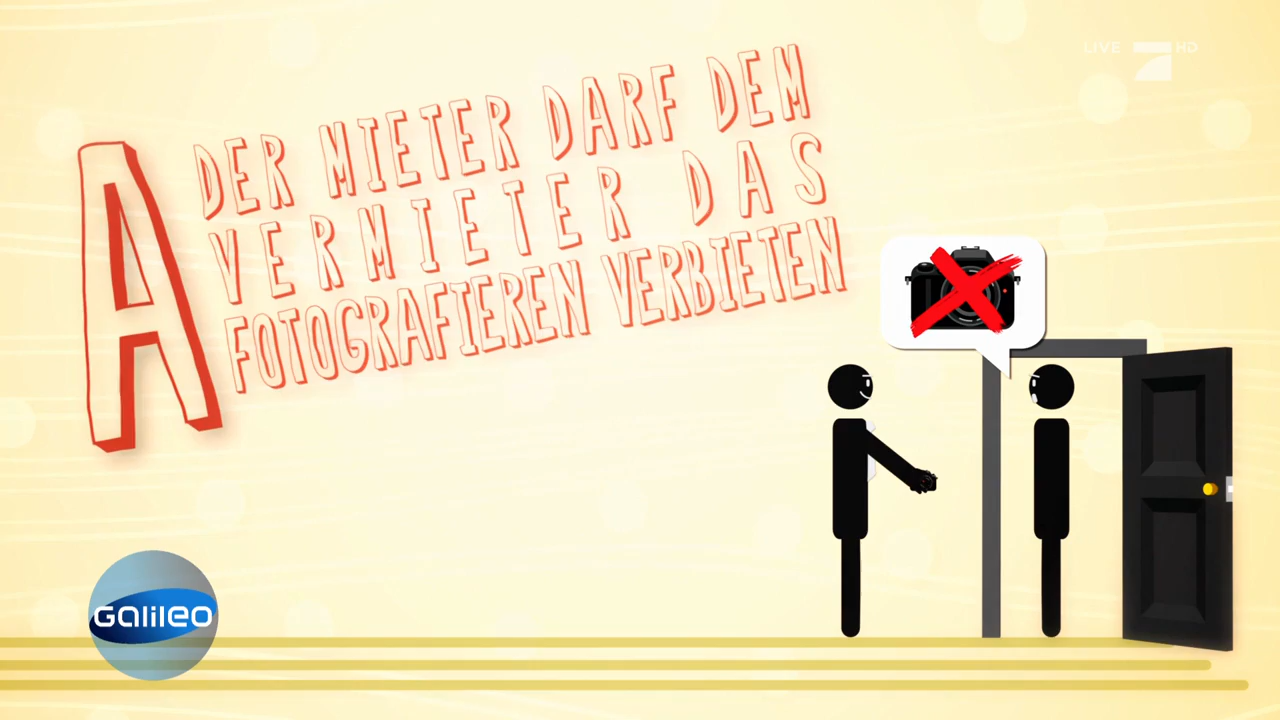 LIVE HD
A
DER MIETER DARF DEM
VERMIETER DAS
FOTOGRAFIEREN VERBIETEN
Galileo